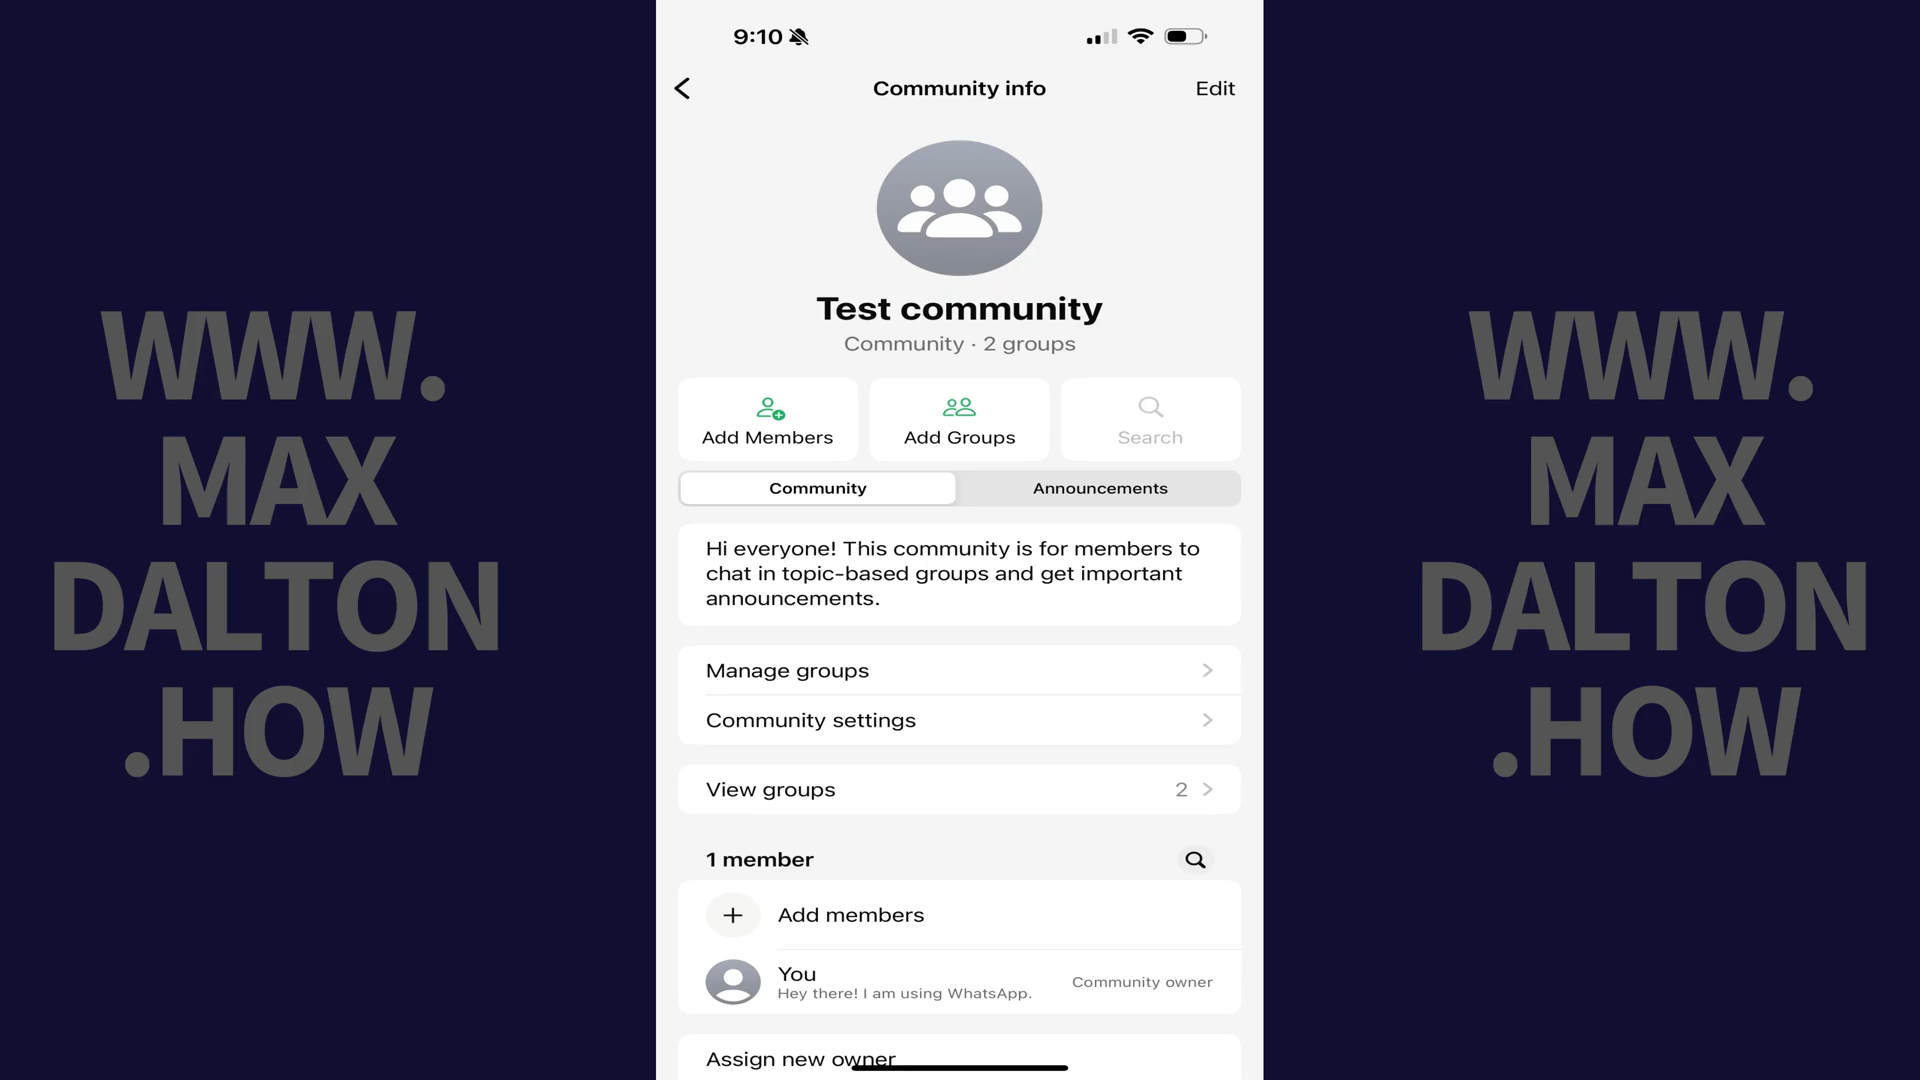 WWW.
MAX
DALTON
.HOW
9:10
Community info
Edit
Test community
Community · 2 groups
Add Members
Add Groups
Search
Community
Announcements
Hi everyone! This community is for members to
chat in topic-based groups and get important
announcements.
Manage groups
Community settings
View groups
2
1 member
Add members
You
Hey there! I am using WhatsApp.
Community owner
Assign new owner
WWW.
MAX
DALTON
.HOW